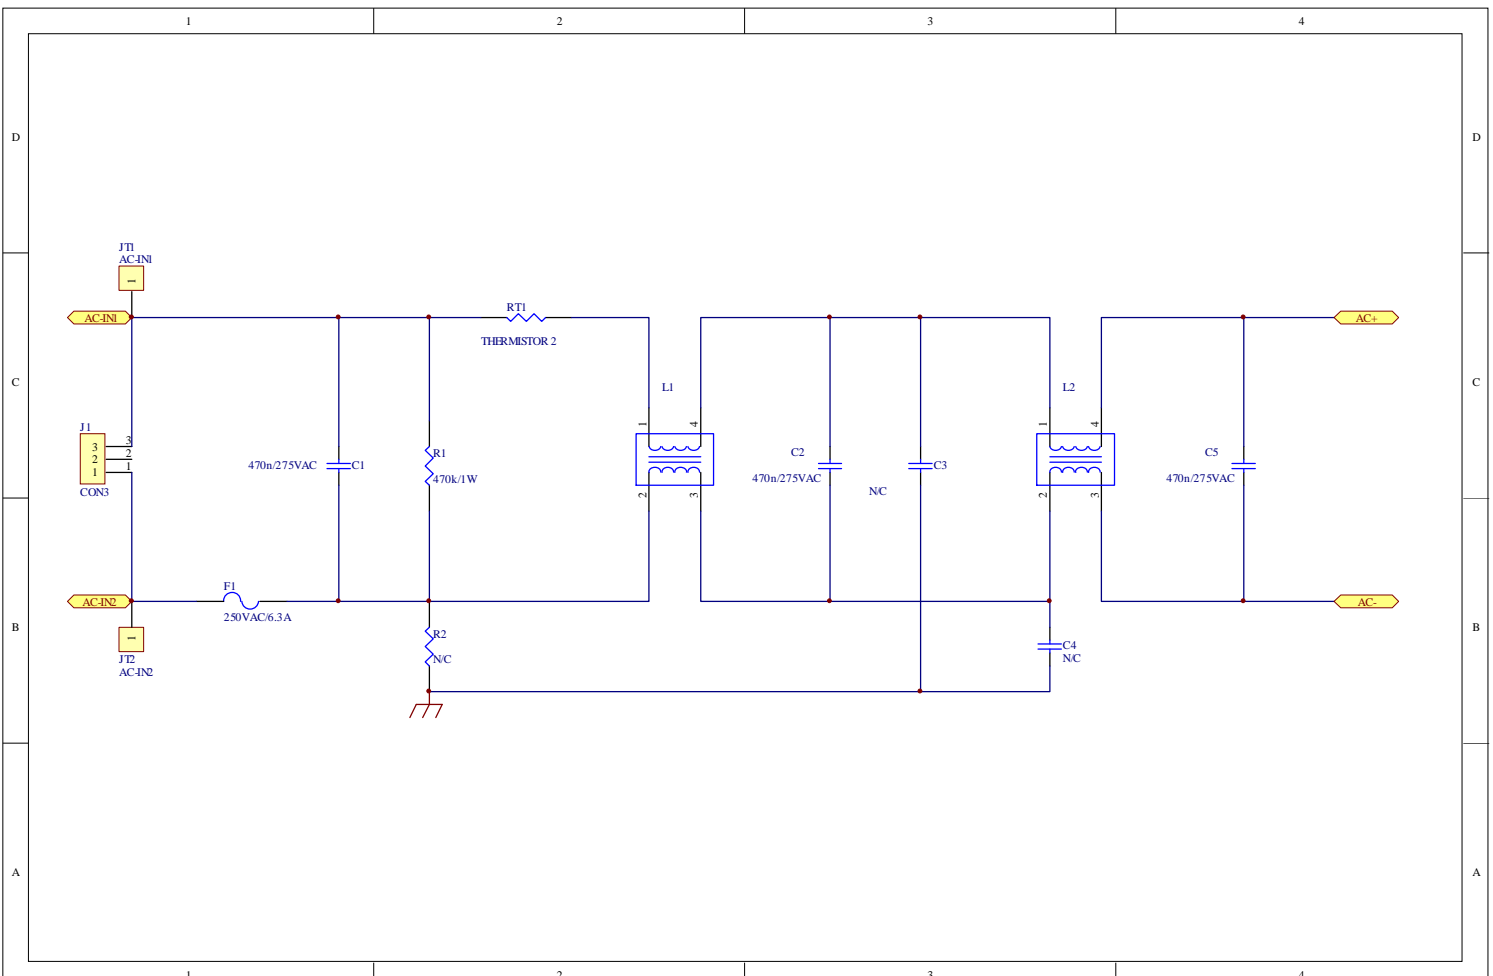 1 2 3 4
D D
JT1
AC-IN1
1
AC-IN1
RT1
THERMISTOR 2
AC+
C C
L1
L2
1 4
1 4
J1
3 3
2 2
1 1
CON3
470n/275VAC C1
R1
470k/1W
C2
470n/275VAC
C3
N/C
C5
470n/275VAC
2 3
2 3
F1
250VAC/6.3A
AC-IN2
AC-
B B
1
JT2
AC-IN2
R2
N/C
C4
N/C
A A
1 2 3 4